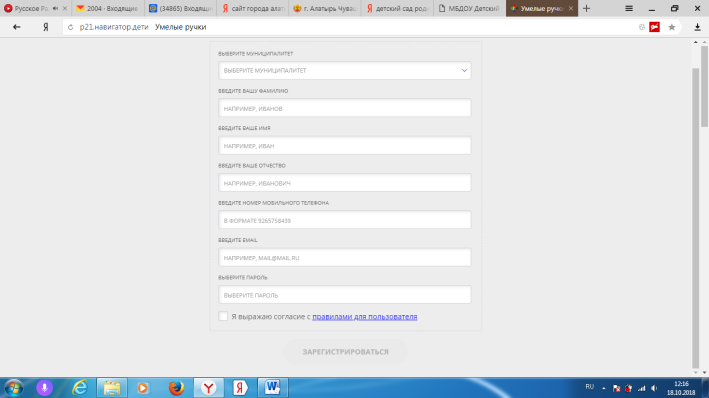 Русское Ра
2004 - Входящие
(34865) Входящи
сайт города алат
г. Алатырь Чуваш
детский сад род
МБДОУ Детский
Умелые ручки
p21.навигатор.дети Умелые ручки
ВЫБЕРИТЕ МУНИЦИПАЛИТЕТ
ВЫБЕРИТЕ МУНИЦИПАЛИТЕТ
ВВЕДИТЕ ВАШУ ФАМИЛИЮ
НАПРИМЕР, ИВАНОВ
ВВЕДИТЕ ВАШЕ ИМЯ
НАПРИМЕР, ИВАН
ВВЕДИТЕ ВАШЕ ОТЧЕСТВО
НАПРИМЕР, ИВАНОВИЧ
ВВЕДИТЕ НОМЕР МОБИЛЬНОГО ТЕЛЕФОНА
В ФОРМАТЕ 9265758439
ВВЕДИТЕ EMAIL
НАПРИМЕР, MAIL@MAIL.RU
ВЫБЕРИТЕ ПАРОЛЬ
ВЫБЕРИТЕ ПАРОЛЬ
Я выражаю согласие с правилами для пользователя
ЗАРЕГИСТРИРОВАТЬСЯ
RU
12:16
18.10.2018